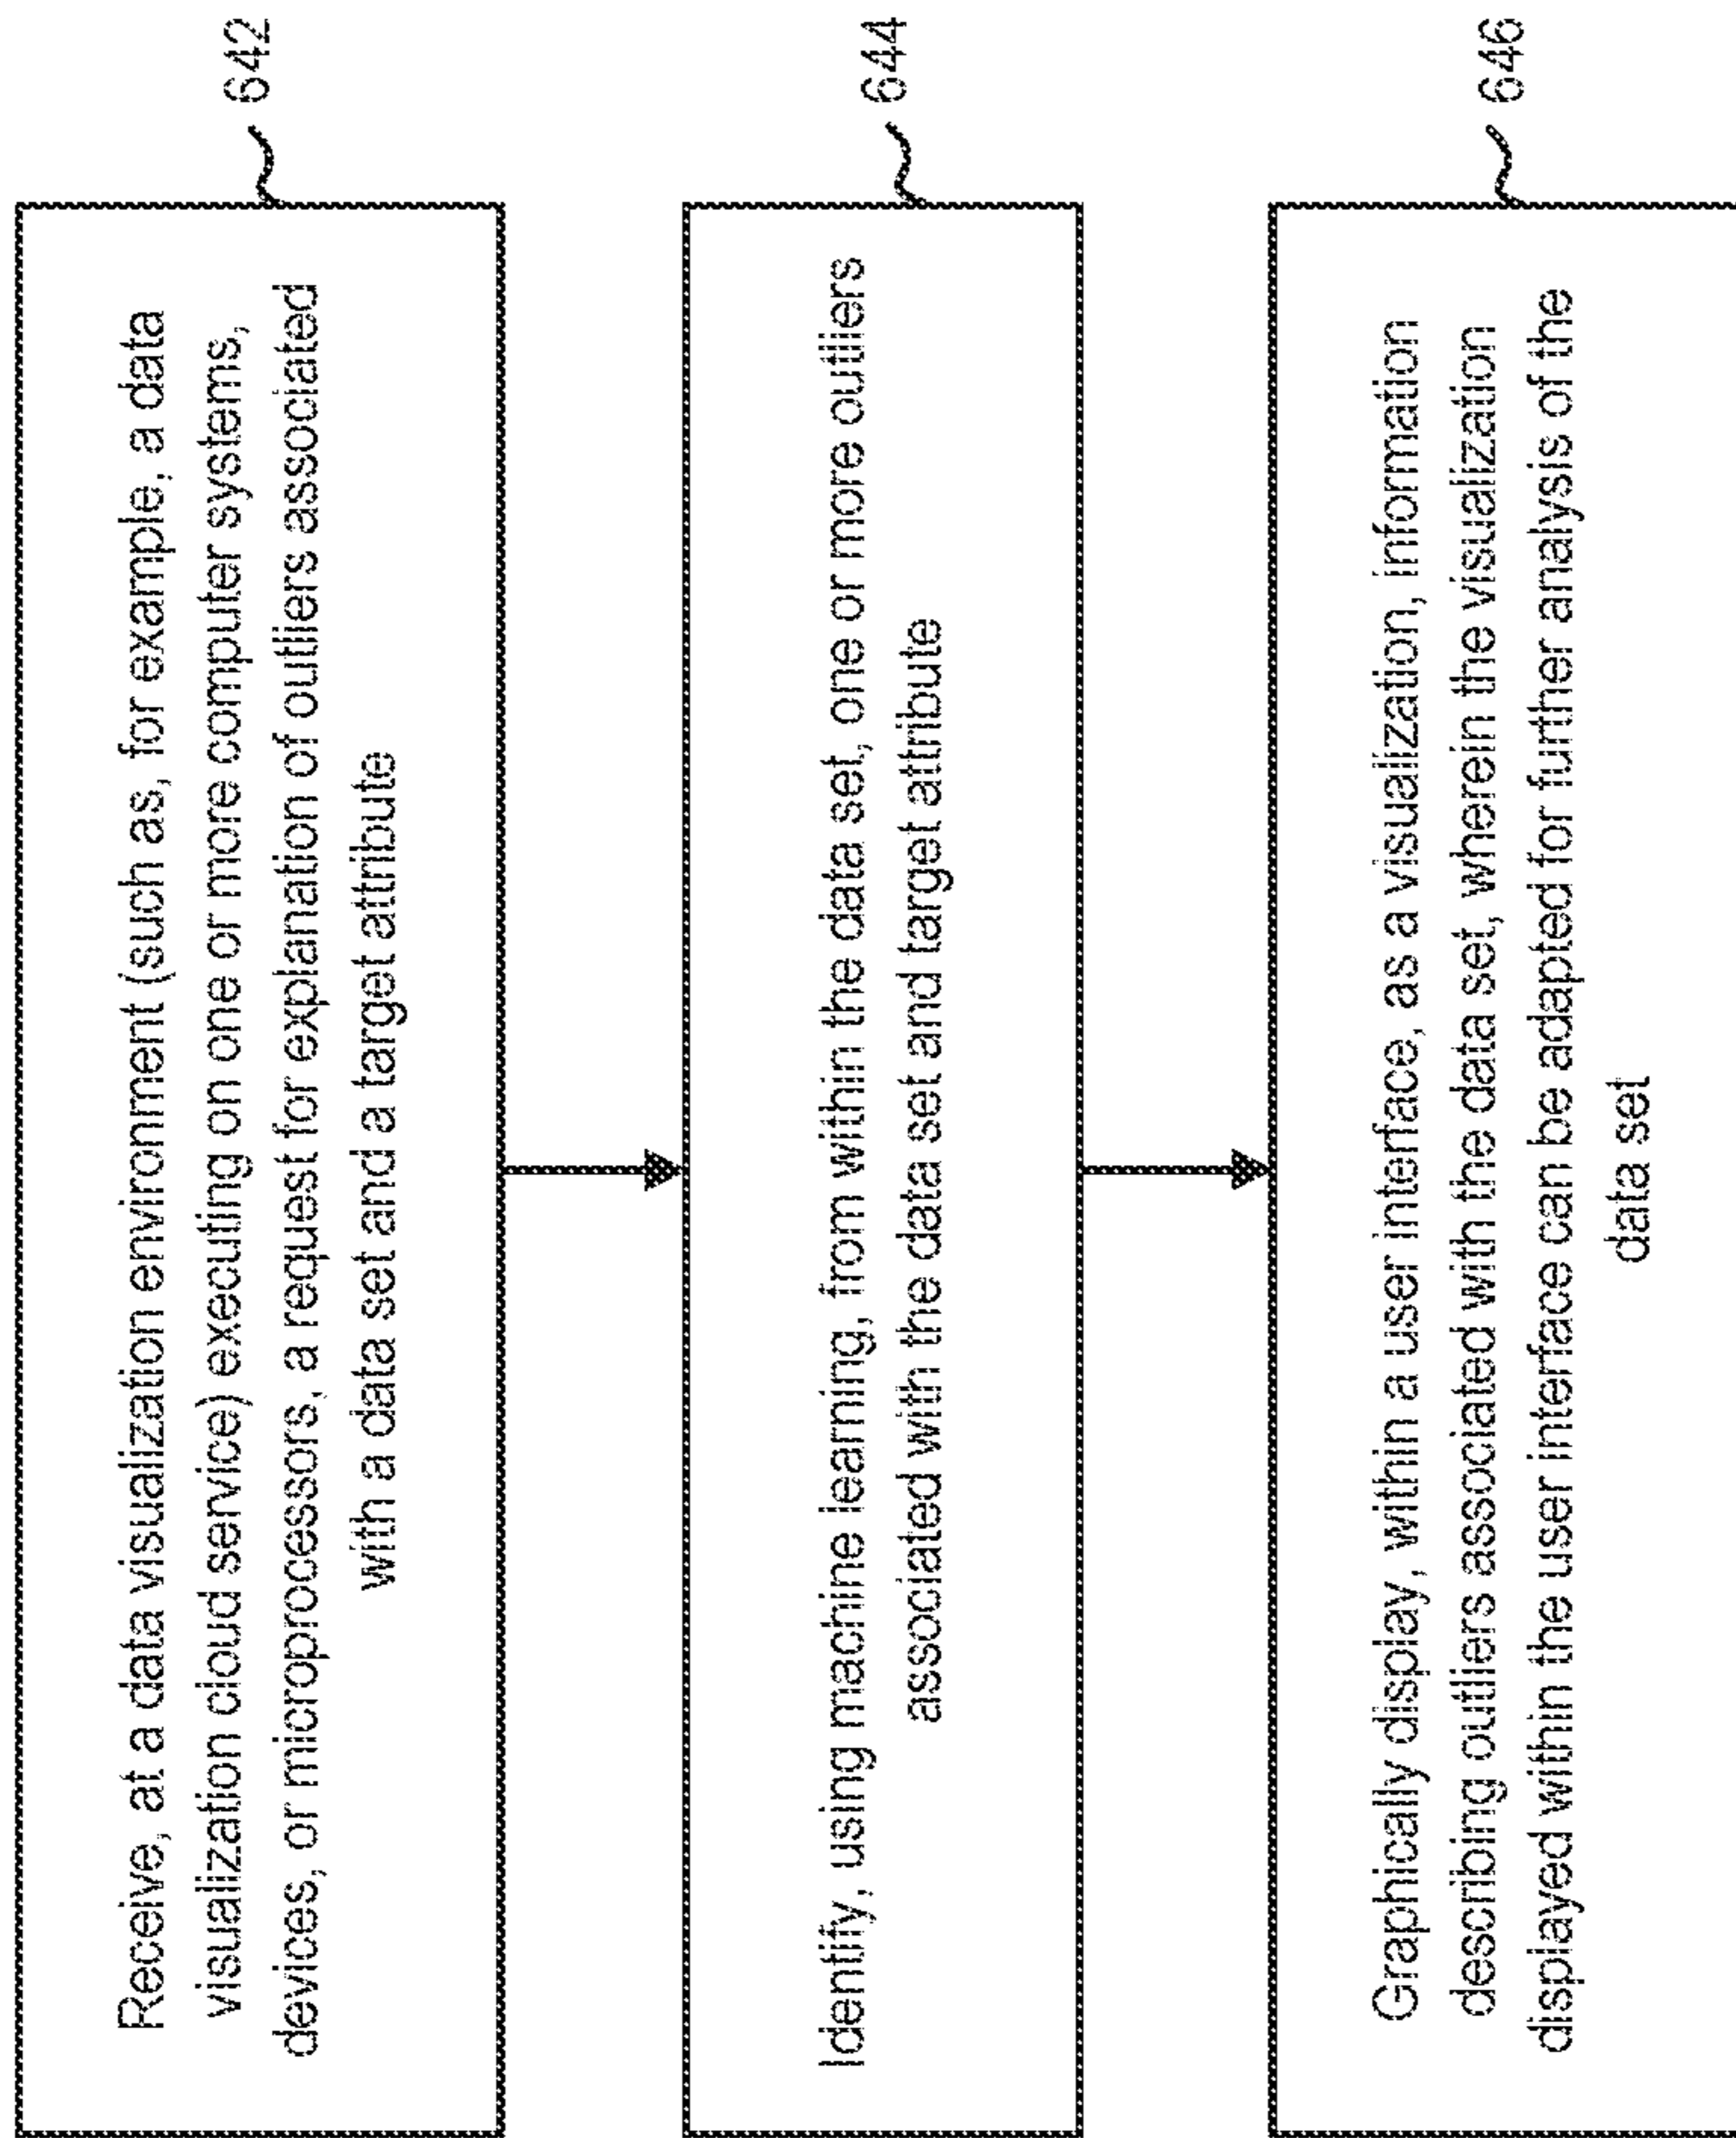 Receive, at a data visualization environment (such as, for example, a data
visualization cloud service) executing on one or more computer systems,
devices, or microprocessors, a request for explanation of outliers associated
with a data set and a target attribute
642
Identify, using machine learning, from within the data set, one or more outliers
associated with the data set and target attribute
644
Graphically display, within a user interface, as a visualization, information
describing outliers associated with the data set, wherein the visualization
displayed within the user interface can be adapted for further analysis of the
data set
646